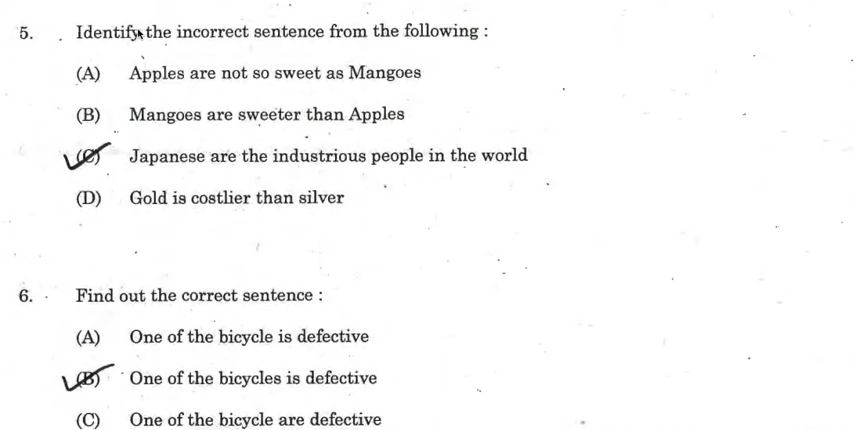 5. Identify the incorrect sentence from the following :
(A) Apples are not so sweet as Mangoes
(B) Mangoes are sweeter than Apples
(C) Japanese are the industrious people in the world
(D) Gold is costlier than silver
6. Find out the correct sentence :
(A) One of the bicycle is defective
(B) One of the bicycles is defective
(C) One of the bicycle are defective